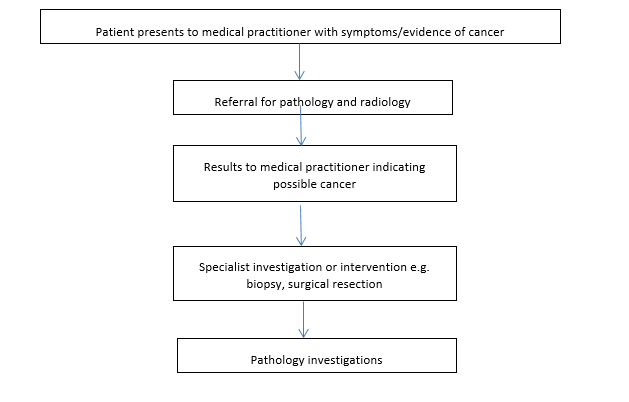 Patient presents to medical practitioner with symptoms/evidence of cancer
Referral for pathology and radiology
Results to medical practitioner indicating
possible cancer
Specialist investigation or intervention e.g.
biopsy, surgical resection
Pathology investigations